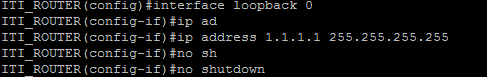 ITI_ROUTER(config)#interface loopback 0
ITI_ROUTER(config-if)#ip ad
ITI_ROUTER(config-if)#ip address 1.1.1.1 255.255.255.255
ITI_ROUTER(config-if)#no sh
ITI_ROUTER(config-if)#no shutdown